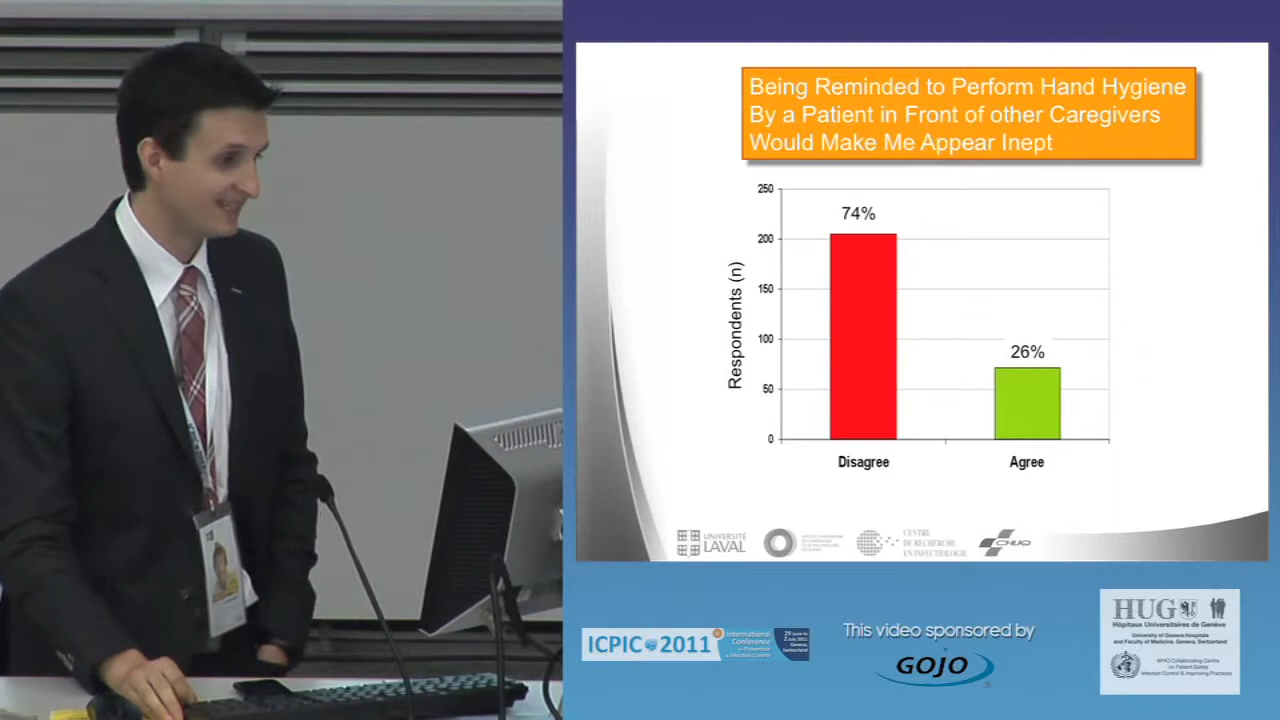 Being Reminded to Perform Hand Hygiene
By a Patient in Front of other Caregivers
Would Make Me Appear Inept
250
200
150
100
50
0
Respondents (n)
74%
26%
Disagree
Agree
UNIVERSITÉ
LAVAL
CENTRE
DE RECHERCHE
EN INFECTIOLOGIE
CHUQ
ICPIC 2011
International
Conference
on Prevention
& Infection Control
29 June to
2 July 2011
Geneva,
Switzerland
This video sponsored by
GOJO
HUG
Hôpitaux Universitaires de Genève
University of Geneva Hospitals
and Faculty of Medicine, Geneva, Switzerland
WHO Collaborating Centre
on Patient Safety
Infection Control & Improving Practices